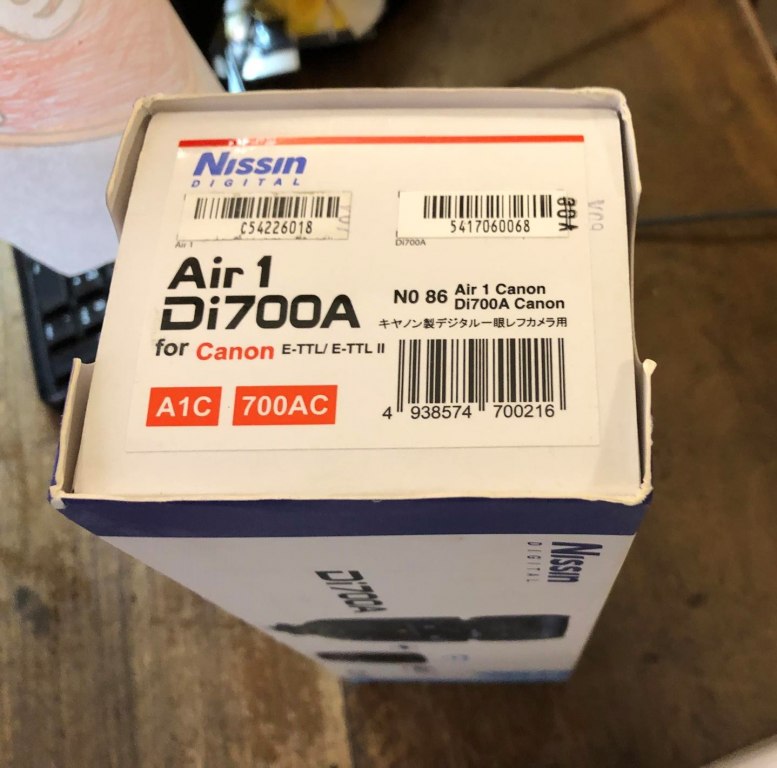 Nissin
DIGITAL
C54226018
5417060068
Air 1
Di700A
Air 1
Di700A
N0 86
Air 1 Canon
Di700A Canon
キヤノン製デジタル一眼レフカメラ用
for Canon E-TTL/ E-TTL II
A1C
700AC
4 938574 700216
Nissin
DIGITAL
Di700A